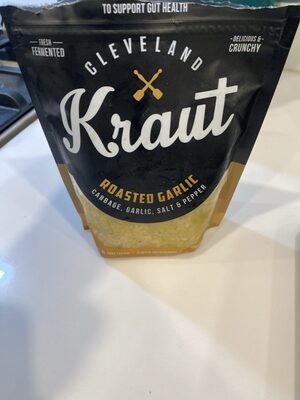 TO SUPPORT GUT HEALTH
FRESH
FERMENTED
DELICIOUS &
CRUNCHY
CLEVELAND
Kraut
ROASTED GARLIC
CABBAGE, GARLIC, SALT & PEPPER